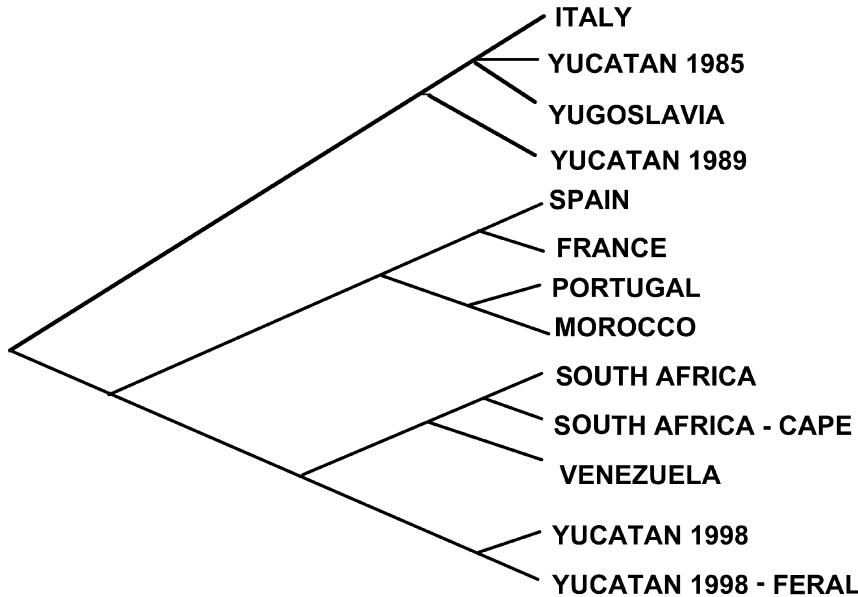 ITALY
YUCATAN 1985
YUGOSLAVIA
YUCATAN 1989
SPAIN
FRANCE
PORTUGAL
MOROCCO
SOUTH AFRICA
SOUTH AFRICA - CAPE
VENEZUELA
YUCATAN 1998
YUCATAN 1998 - FERAL